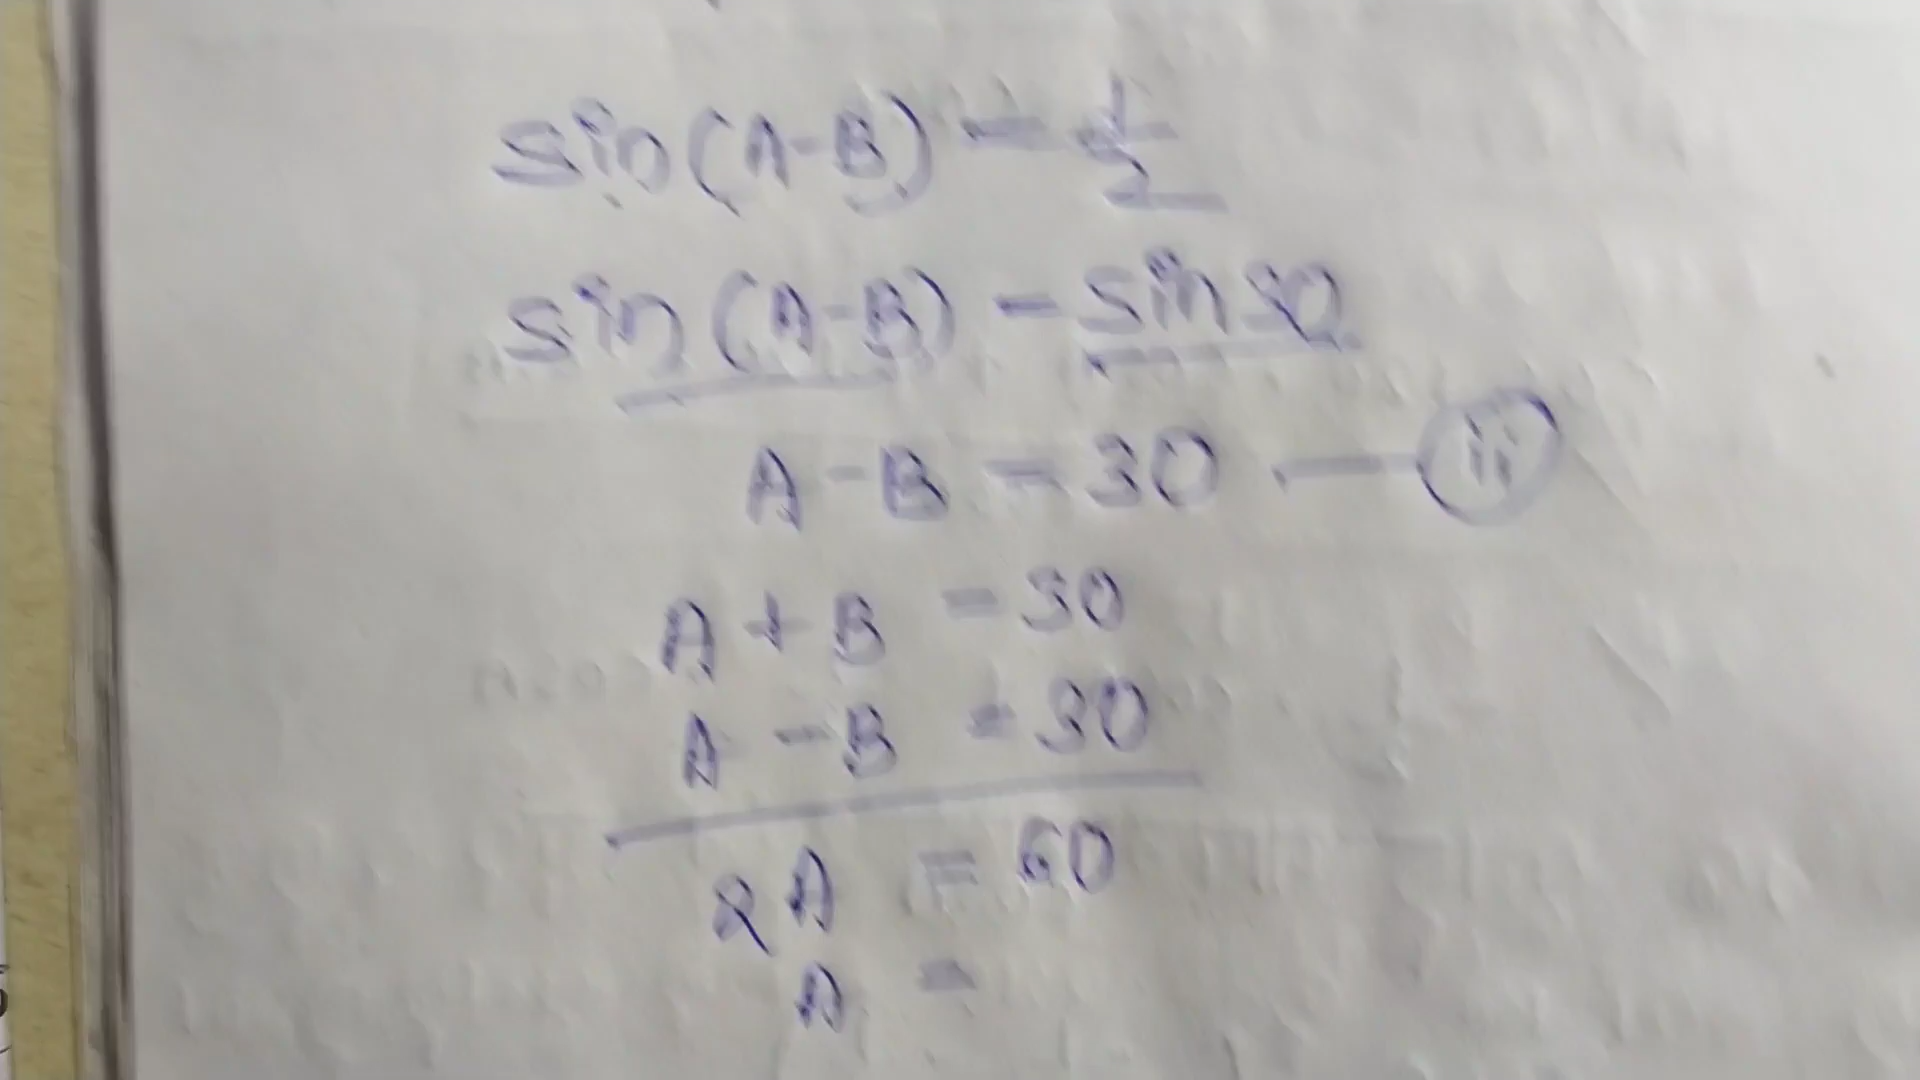 sin(A-B) = 1/2
sin(A-B) = sin 30
A - B = 30 — (ii)
A + B = 30
A - B = 30
2A = 60
A =